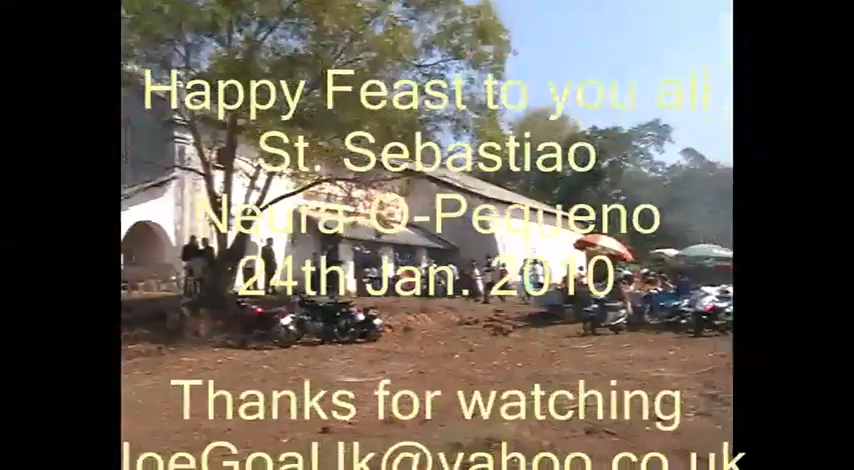 Happy Feast to you all
St. Sebastiao
Neura-O-Pequeno
24th Jan. 2010
Thanks for watching
JoeGoaUk@yahoo.co.uk